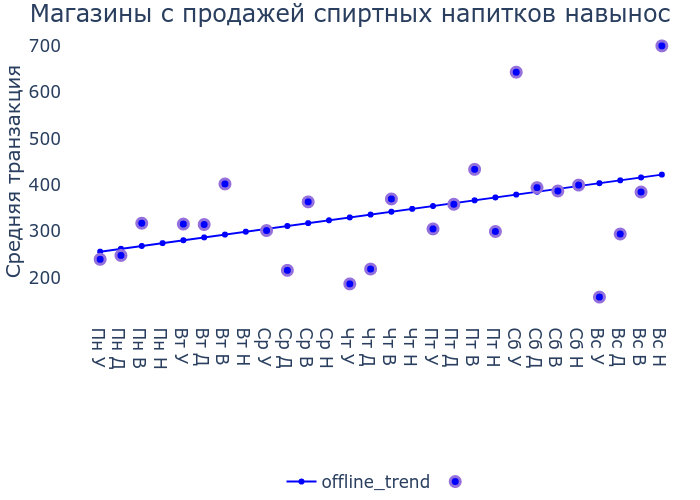 Магазины с продажей спиртных напитков навынос
Средняя транзакция
700
600
500
400
300
200
Пн У
Пн Д
Пн В
Пн Н
Вт У
Вт Д
Вт В
Вт Н
Ср У
Ср Д
Ср В
Ср Н
Чт У
Чт Д
Чт В
Чт Н
Пт У
Пт Д
Пт В
Пт Н
Сб У
Сб Д
Сб В
Сб Н
Вс У
Вс Д
Вс В
Вс Н
offline_trend